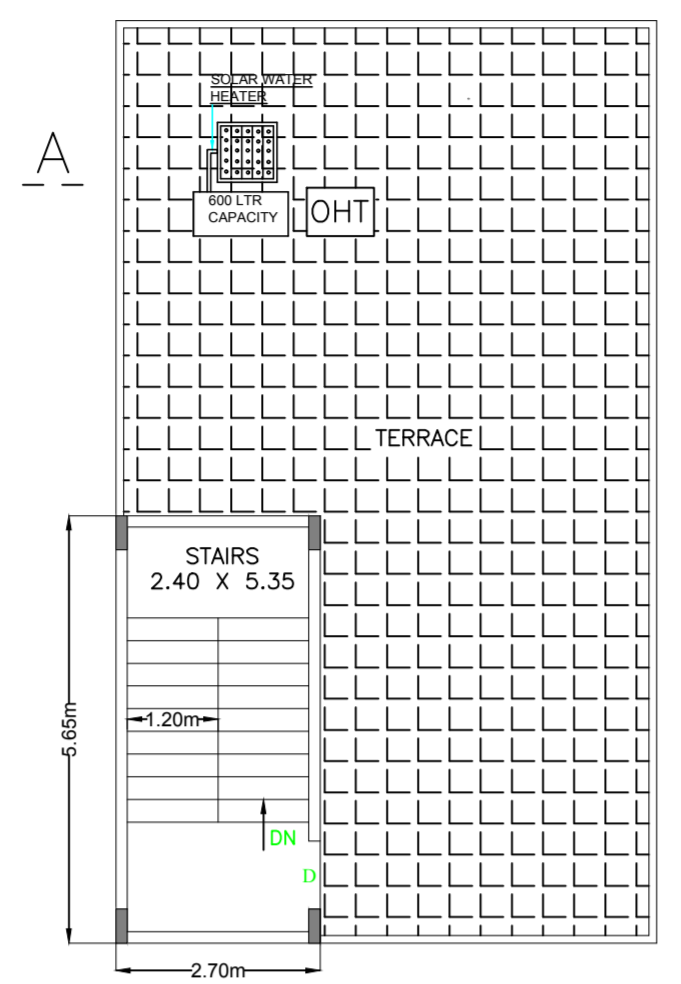 SOLAR WATER
HEATER
A
600 LTR
CAPACITY
OHT
TERRACE
STAIRS
2.40 X 5.35
5.65m
1.20m
DN
D
2.70m